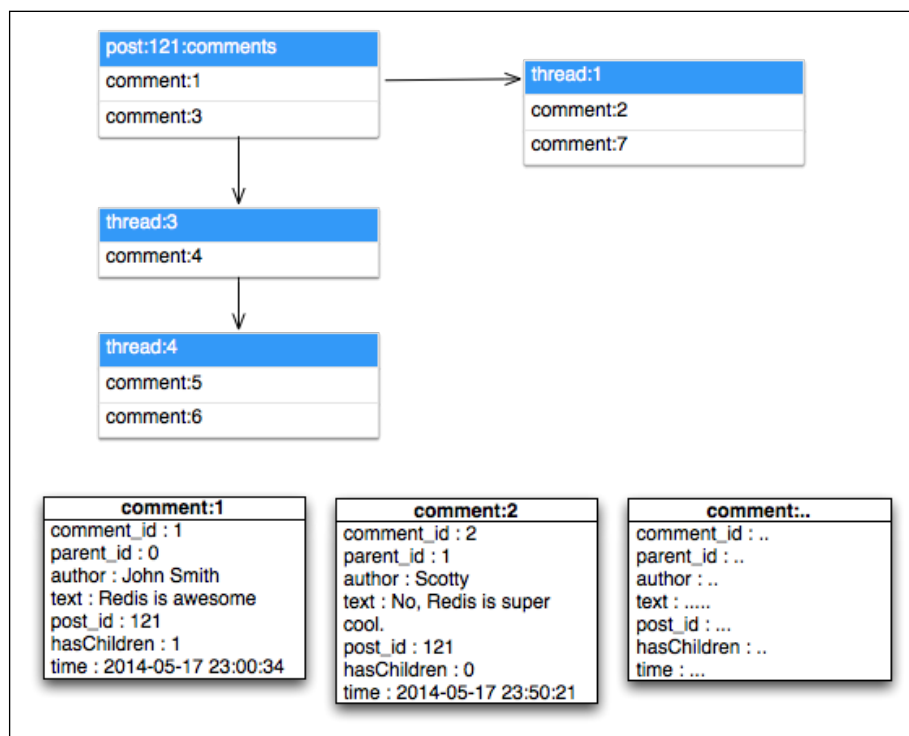 post:121:comments
comment:1
comment:3
thread:1
comment:2
comment:7
thread:3
comment:4
thread:4
comment:5
comment:6
comment:1
comment_id : 1
parent_id : 0
author : John Smith
text : Redis is awesome
post_id : 121
hasChildren : 1
time : 2014-05-17 23:00:34
comment:2
comment_id : 2
parent_id : 1
author : Scotty
text : No, Redis is super
cool.
post_id : 121
hasChildren : 0
time : 2014-05-17 23:50:21
comment:..
comment_id : ..
parent_id : ..
author : ..
text : .....
post_id : ...
hasChildren : ..
time : ...